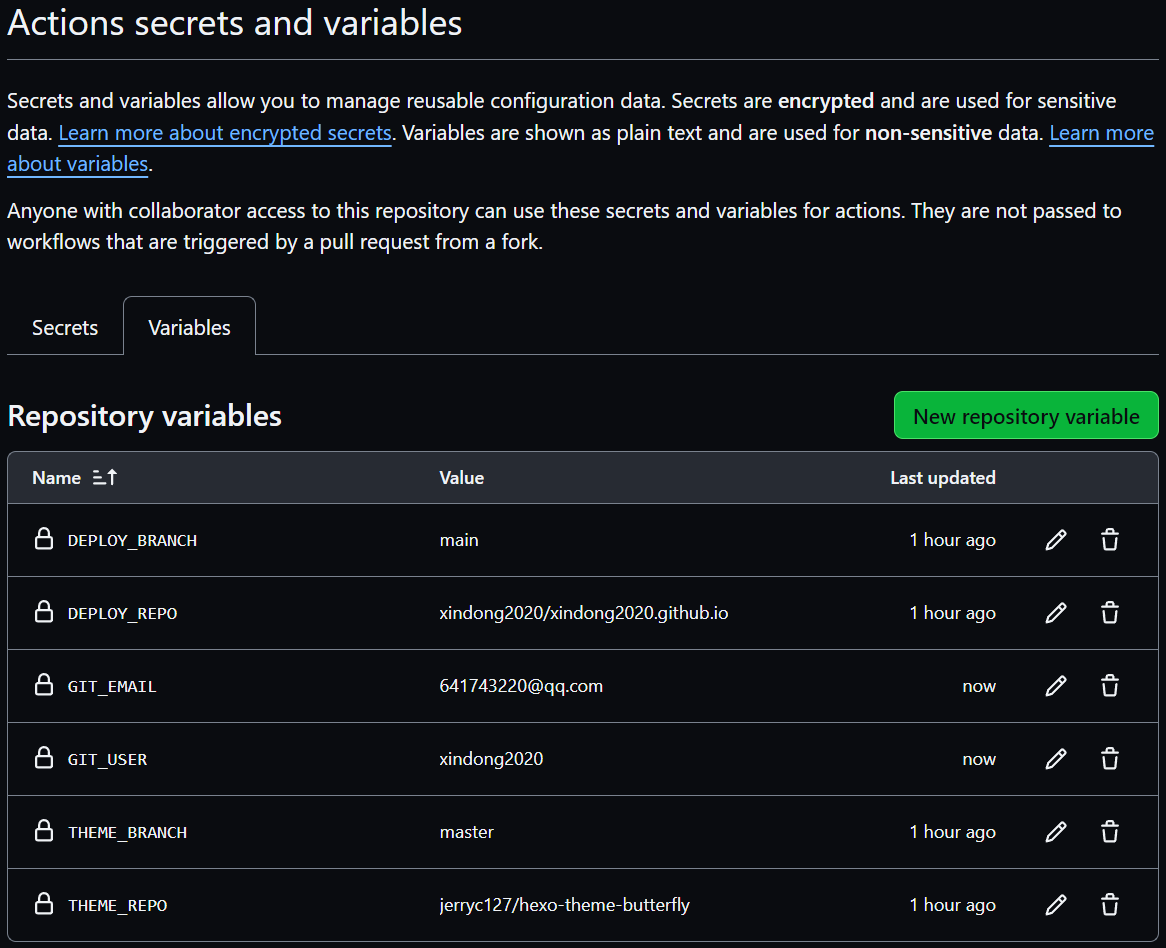 Actions secrets and variables
Secrets and variables allow you to manage reusable configuration data. Secrets are encrypted and are used for sensitive
data. Learn more about encrypted secrets. Variables are shown as plain text and are used for non-sensitive data. Learn more
about variables.
Anyone with collaborator access to this repository can use these secrets and variables for actions. They are not passed to
workflows that are triggered by a pull request from a fork.
Secrets Variables
Repository variables New repository variable
Name Value Last updated
DEPLOY_BRANCH main 1 hour ago
DEPLOY_REPO xindong2020/xindong2020.github.io 1 hour ago
GIT_EMAIL 641743220@qq.com now
GIT_USER xindong2020 now
THEME_BRANCH master 1 hour ago
THEME_REPO jerryc127/hexo-theme-butterfly 1 hour ago